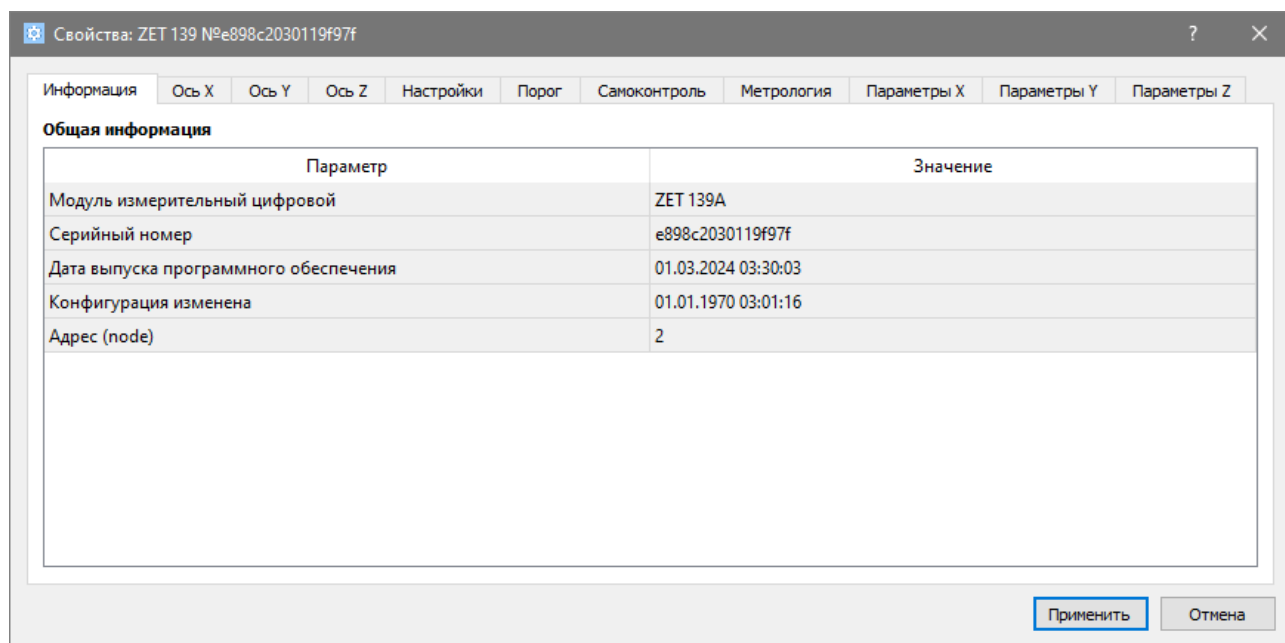 Свойства: ZET 139 №e898c2030119f97f ?
Информация Ось X Ось Y Ось Z Настройки Порог Самоконтроль Метрология Параметры X Параметры Y Параметры Z
Общая информация
Параметр Значение
Модуль измерительный цифровой ZET 139A
Серийный номер e898c2030119f97f
Дата выпуска программного обеспечения 01.03.2024 03:30:03
Конфигурация изменена 01.01.1970 03:01:16
Адрес (node) 2
Применить Отмена